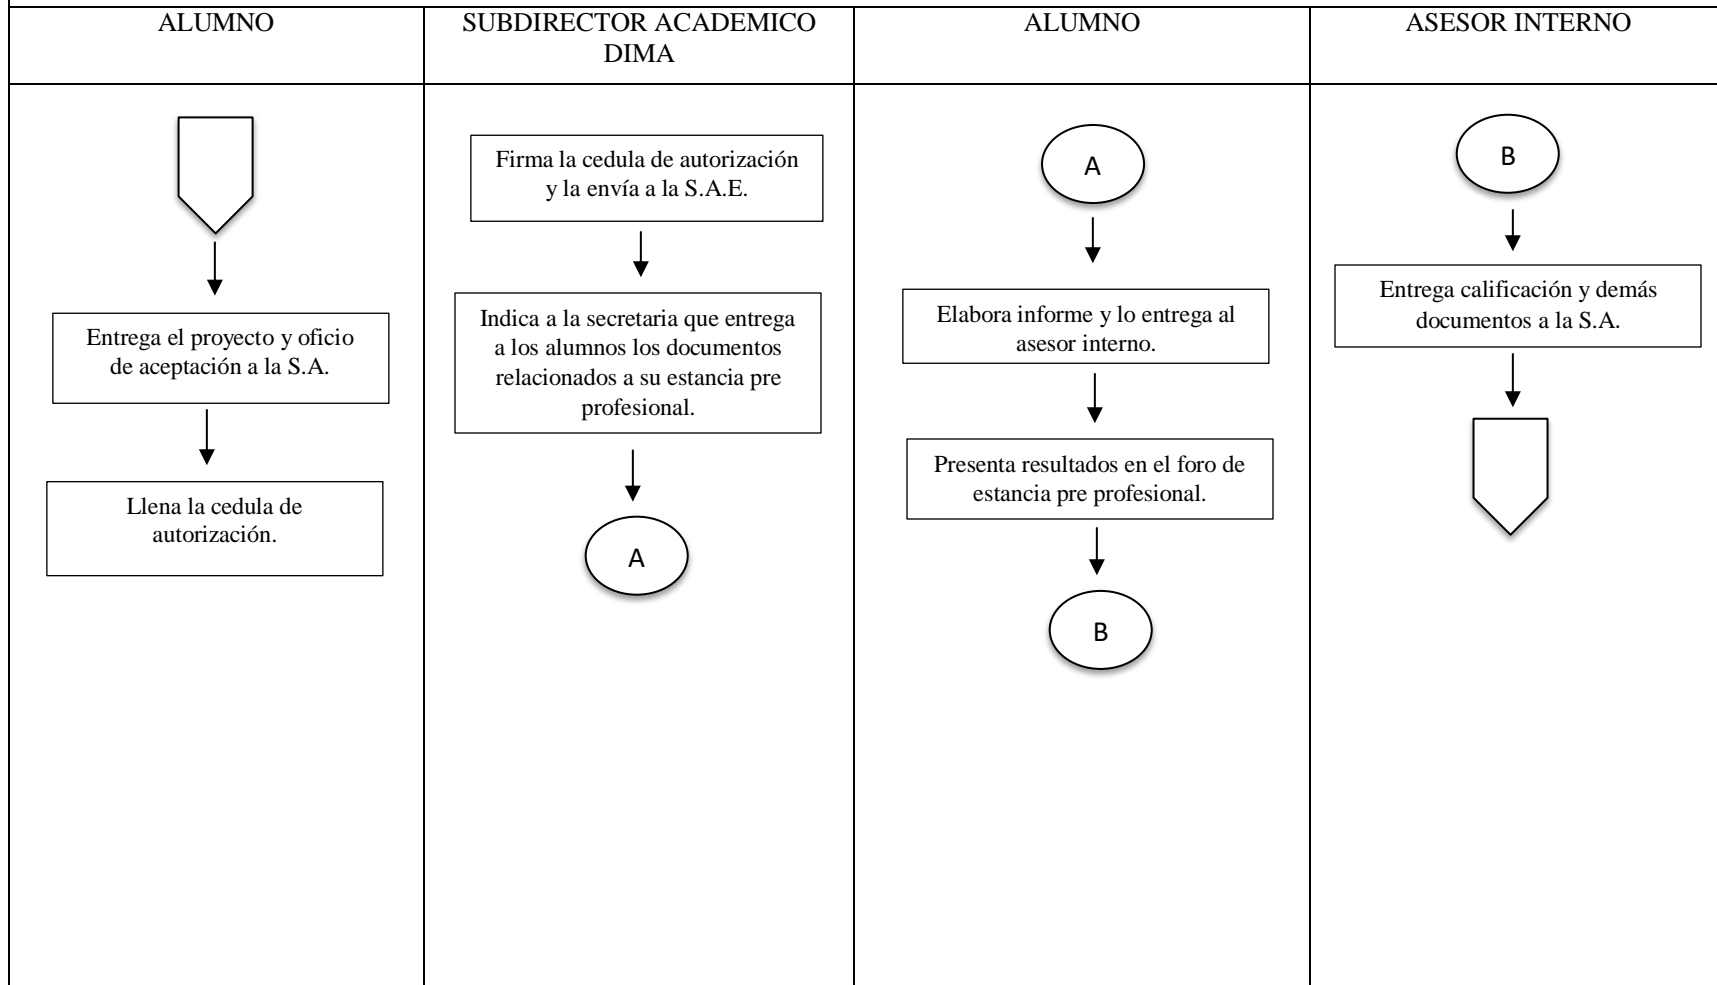 ALUMNO
SUBDIRECTOR ACADEMICO
DIMA
ALUMNO
ASESOR INTERNO
Entrega el proyecto y oficio
de aceptación a la S.A.
Llena la cedula de
autorización.
Firma la cedula de autorización
y la envía a la S.A.E.
Indica a la secretaria que entrega
a los alumnos los documentos
relacionados a su estancia pre
profesional.
A
A
Elabora informe y lo entrega al
asesor interno.
Presenta resultados en el foro de
estancia pre profesional.
B
B
Entrega calificación y demás
documentos a la S.A.